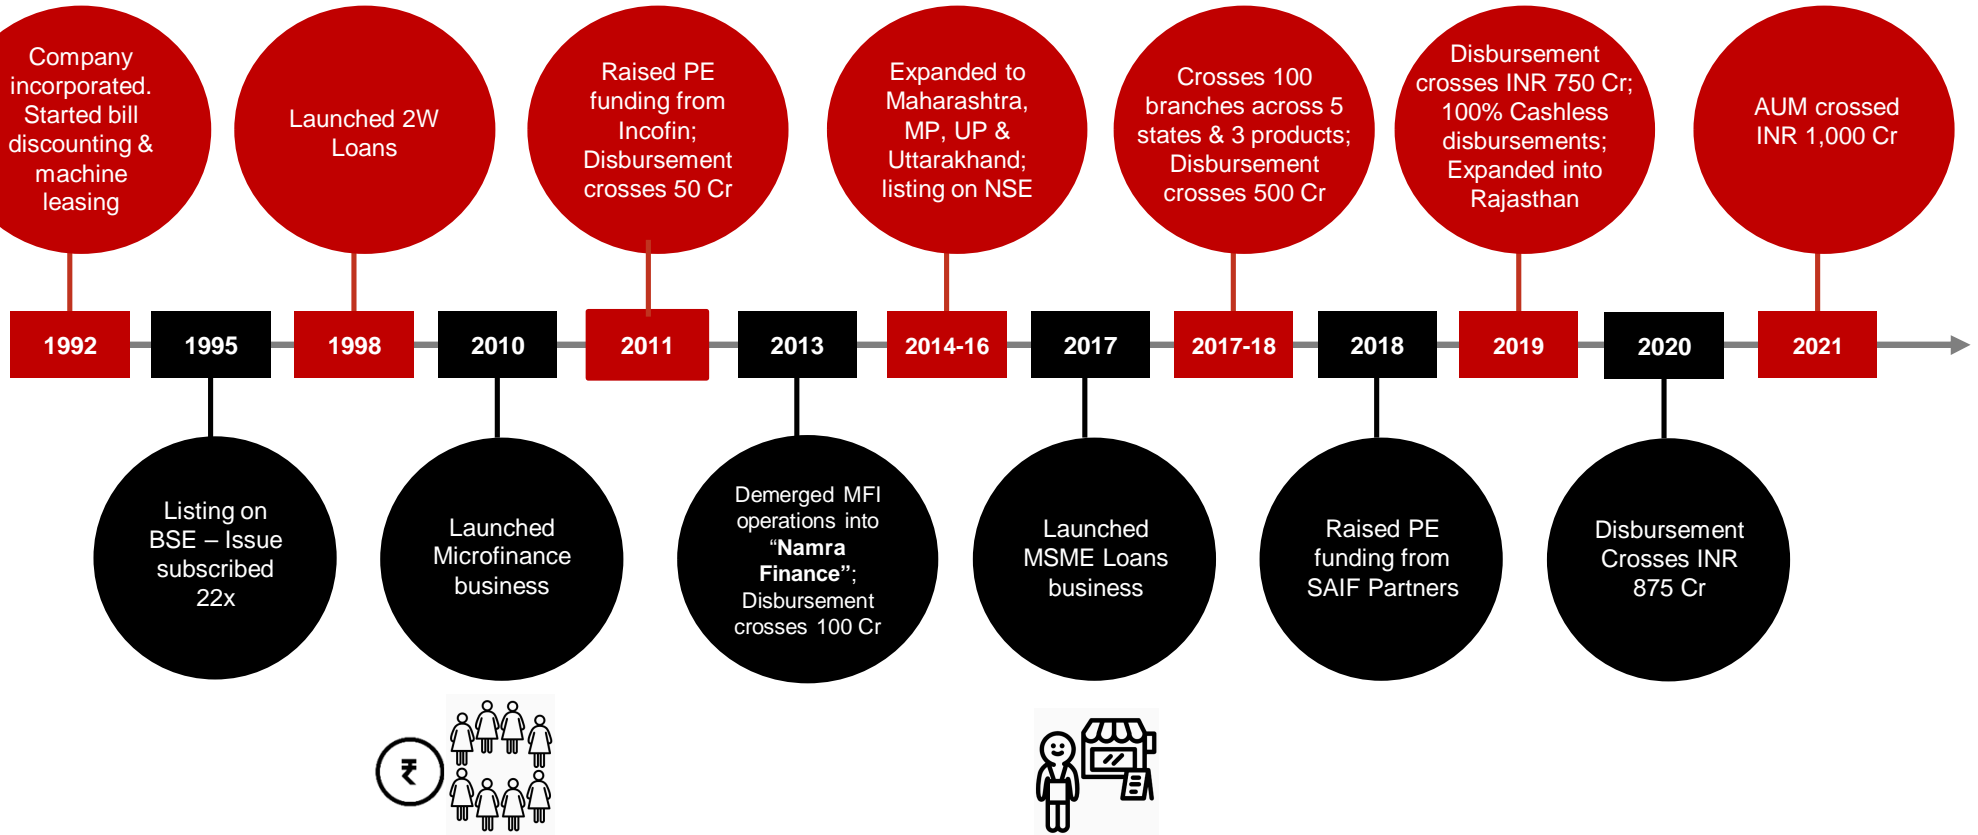 Company
incorporated.
Started bill
discounting &
machine
leasing
Launched 2W
Loans
Raised PE
funding from
Incofin;
Disbursement
crosses 50 Cr
Expanded to
Maharashtra,
MP, UP &
Uttarakhand;
listing on NSE
Crosses 100
branches across 5
states & 3 products;
Disbursement
crosses 500 Cr
Disbursement
crosses INR 750 Cr;
100% Cashless
disbursements;
Expanded into
Rajasthan
AUM crossed
INR 1,000 Cr
1992
1995
1998
2010
2011
2013
2014-16
2017
2017-18
2018
2019
2020
2021
Listing on
BSE – Issue
subscribed
22x
Launched
Microfinance
business
Demerged MFI
operations into
“Namra
Finance”;
Disbursement
crosses 100 Cr
Launched
MSME Loans
business
Raised PE
funding from
SAIF Partners
Disbursement
Crosses INR
875 Cr
₹